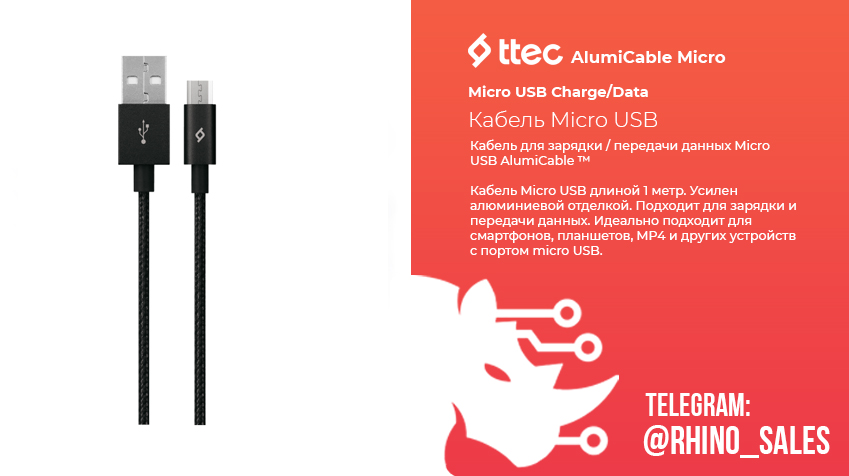 ttec AlumiCable Micro
Micro USB Charge/Data
Кабель Micro USB
Кабель для зарядки / передачи данных Micro
USB AlumiCable ™
Кабель Micro USB длиной 1 метр. Усилен
алюминиевой отделкой. Подходит для зарядки и
передачи данных. Идеально подходит для
смартфонов, планшетов, MP4 и других устройств
с портом micro USB.
TELEGRAM:
@RHINO_SALES